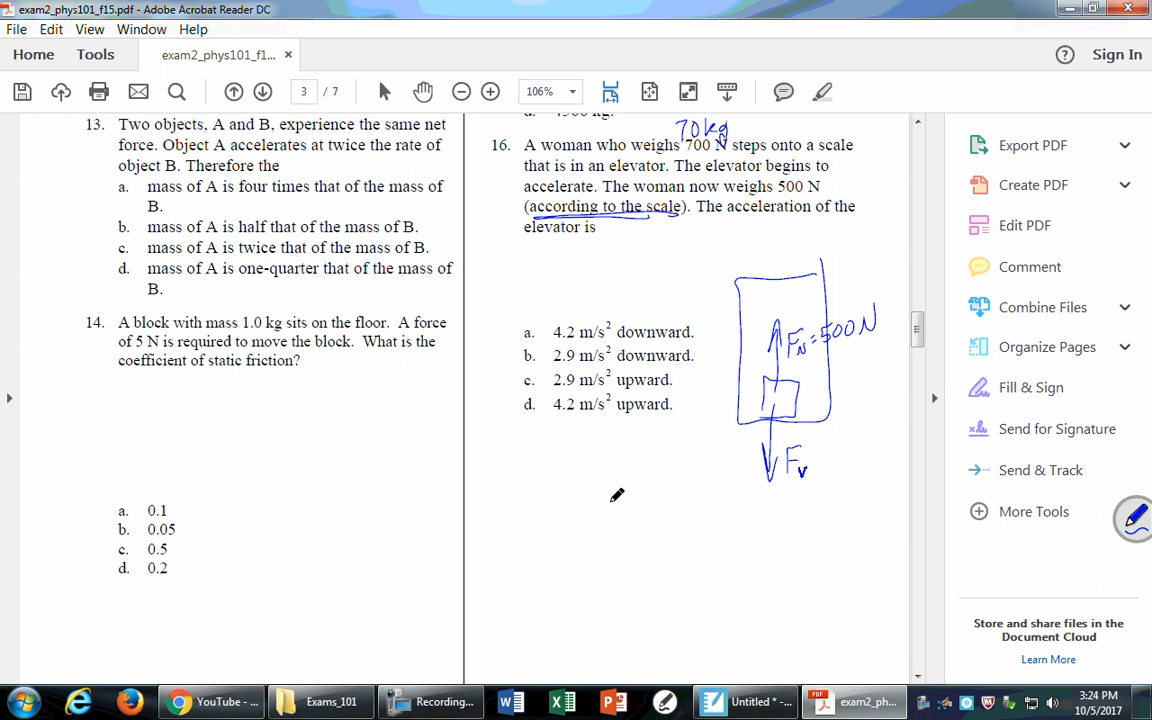 exam2_phys101_f15.pdf - Adobe Acrobat Reader DC
File Edit View Window Help
Home Tools exam2_phys101_f1... × Sign In
3 / 7 106%
13. Two objects, A and B, experience the same net
force. Object A accelerates at twice the rate of
object B. Therefore the
a. mass of A is four times that of the mass of
B.
b. mass of A is half that of the mass of B.
c. mass of A is twice that of the mass of B.
d. mass of A is one-quarter that of the mass of
B.
14. A block with mass 1.0 kg sits on the floor. A force
of 5 N is required to move the block. What is the
coefficient of static friction?
a. 0.1
b. 0.05
c. 0.5
d. 0.2
70 kg
16. A woman who weighs 700 N steps onto a scale
that is in an elevator. The elevator begins to
accelerate. The woman now weighs 500 N
(according to the scale). The acceleration of the
elevator is
a. 4.2 m/s² downward.
b. 2.9 m/s² downward.
c. 2.9 m/s² upward.
d. 4.2 m/s² upward.
F_N = 500 N
Export PDF
Create PDF
Edit PDF
Comment
Combine Files
Organize Pages
Fill & Sign
Send for Signature
Send & Track
More Tools
Store and share files in the
Document Cloud
Learn More
YouTube - ... Exams_101 Recording... Untitled * -... exam2_ph...
3:24 PM
10/5/2017